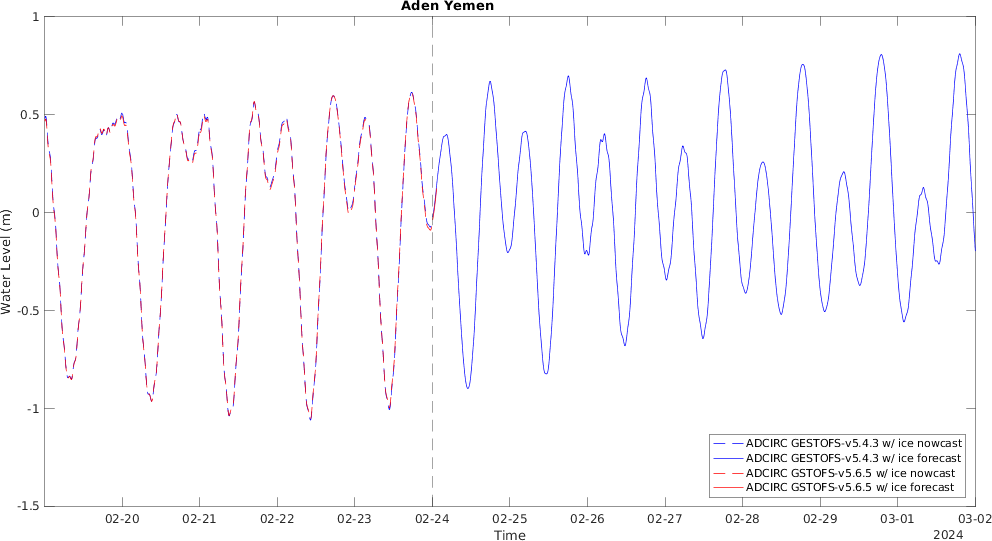 Aden Yemen
1
0.5
0
-0.5
-1
-1.5
Water Level (m)
ADCIRC GESTOFS-v5.4.3 w/ ice nowcast
ADCIRC GESTOFS-v5.4.3 w/ ice forecast
ADCIRC GSTOFS-v5.6.5 w/ ice nowcast
ADCIRC GSTOFS-v5.6.5 w/ ice forecast
02-20 02-21 02-22 02-23 02-24 02-25 02-26 02-27 02-28 02-29 03-01 03-02
Time
2024